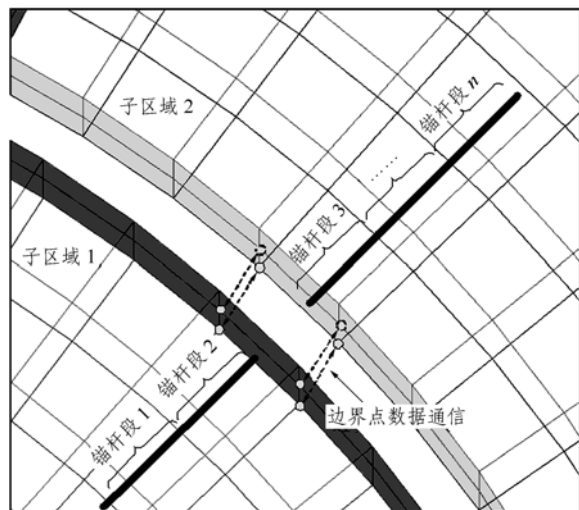 子区域 2
锚杆段 n
……
锚杆段 3
子区域 1
锚杆段 2
锚杆段 1
边界点数据通信